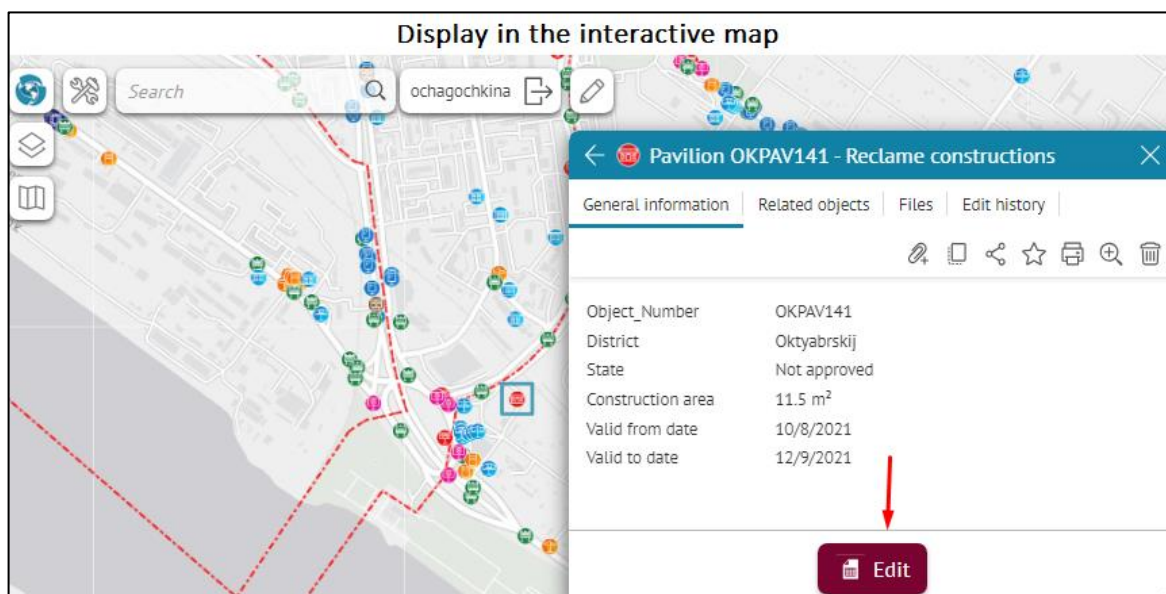 Display in the interactive map
Search
ochagochkina
Pavilion OKPAV141 - Reclame constructions
General information
Related objects
Files
Edit history
Object_Number OKPAV141
District Oktyabrskij
State Not approved
Construction area 11.5 m²
Valid from date 10/8/2021
Valid to date 12/9/2021
Edit